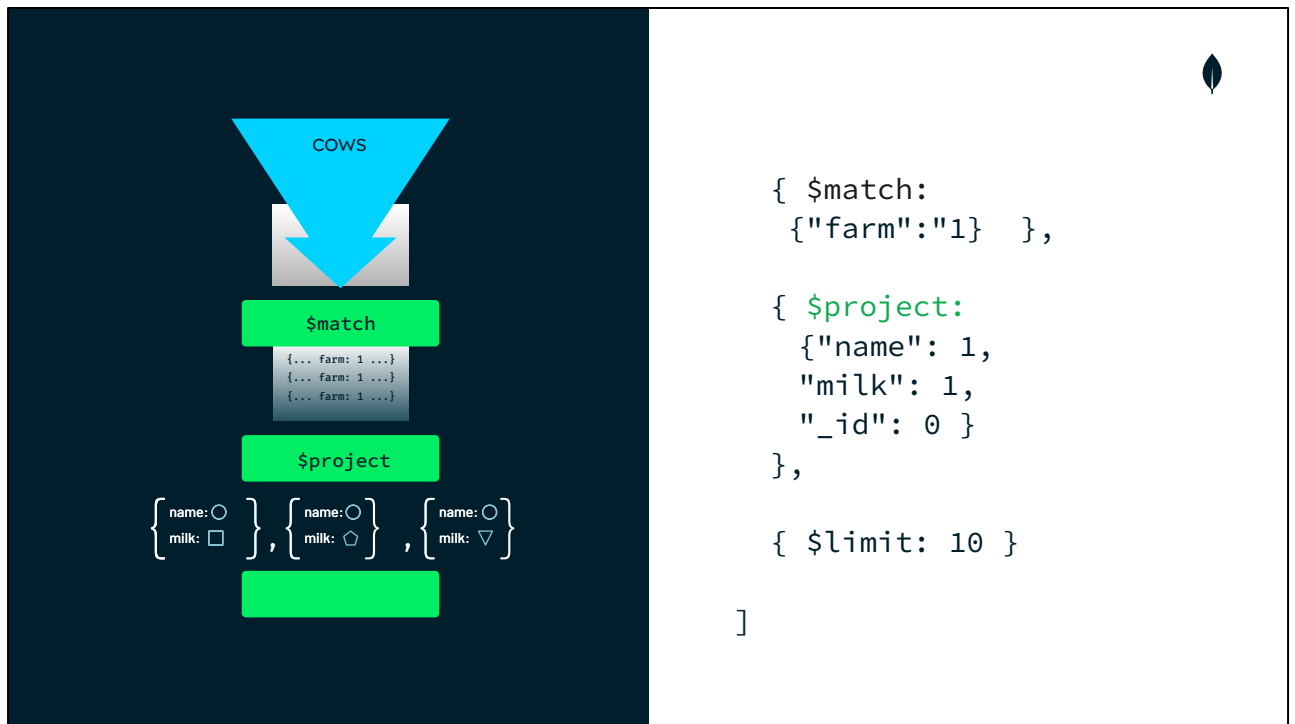 COWS
$match
{... farm: 1 ...}
{... farm: 1 ...}
{... farm: 1 ...}
$project
{ name: } , { name: } , { name: }
milk: milk: milk:
{ $match:
{"farm":"1} },
{ $project:
{"name": 1,
"milk": 1,
"_id": 0 }
},
{ $limit: 10 }
]